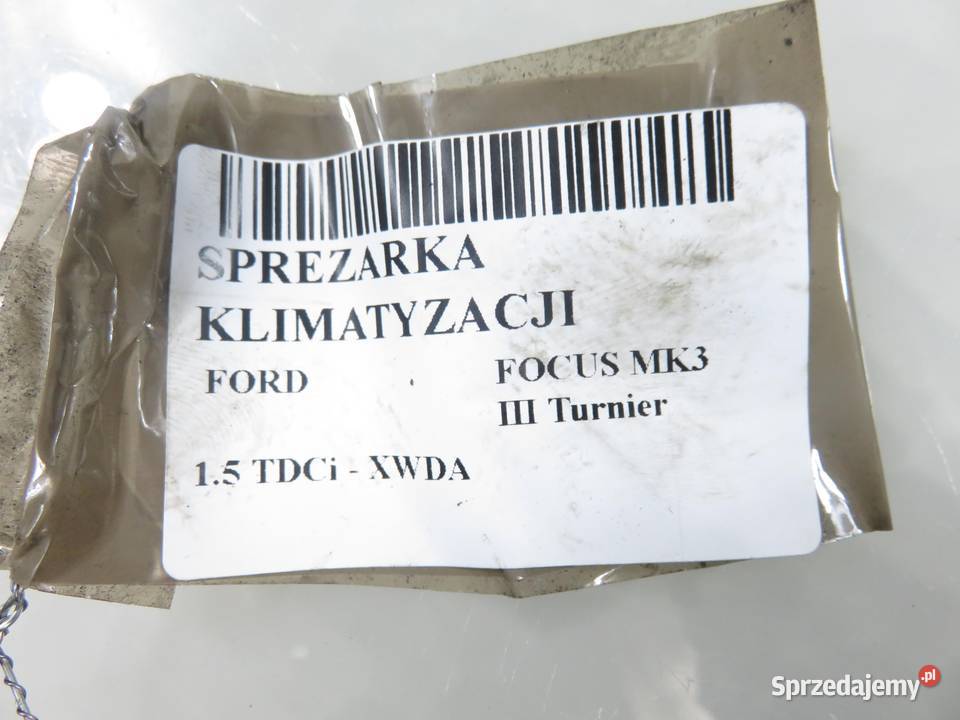 SPREZARKA
KLIMATYZACJI
FORD FOCUS MK3
III Turnier
1.5 TDCi - XWDA
Sprzedajemy.pl